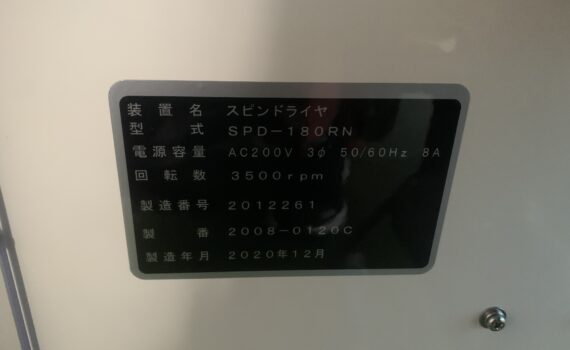 装置名 スピンドライヤ
型式 SPD-180RN
電源容量 AC200V 3φ 50/60Hz 8A
回転数 3500rpm
製造番号 2012261
製番 2008-0120C
製造年月 2020年12月